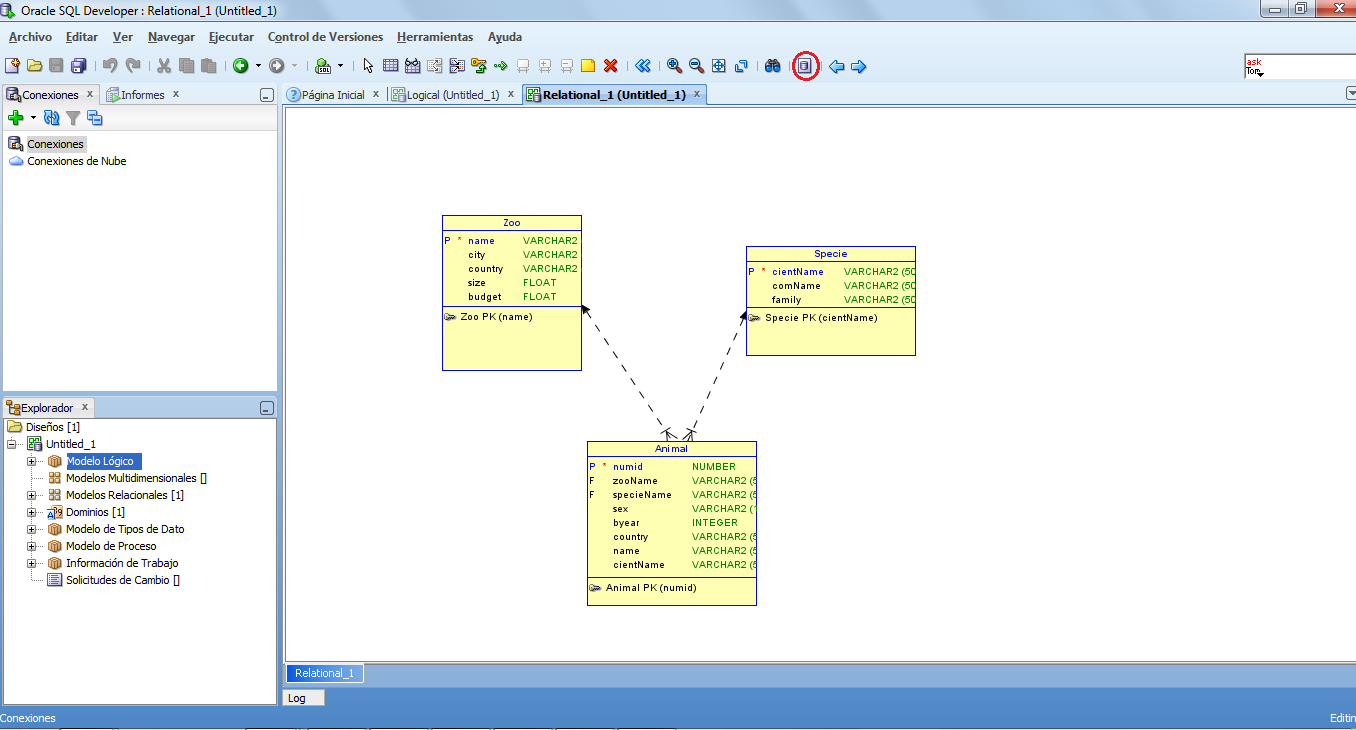 Oracle SQL Developer : Relational_1 (Untitled_1)
Archivo Editar Ver Navegar Ejecutar Control de Versiones Herramientas Ayuda
SQL
ask
Tom
Conexiones x Informes x
Página Inicial x Logical (Untitled_1) x Relational_1 (Untitled_1) x
Conexiones
Conexiones de Nube
Zoo
P * name VARCHAR2
city VARCHAR2
country VARCHAR2
size FLOAT
budget FLOAT
Zoo PK (name)
Specie
P * cientName VARCHAR2 (50
comName VARCHAR2 (50
family VARCHAR2 (50
Specie PK (cientName)
Animal
P * numid NUMBER
F zooName VARCHAR2 (5
F specieName VARCHAR2 (5
sex VARCHAR2 (1
byear INTEGER
country VARCHAR2 (5
name VARCHAR2 (5
cientName VARCHAR2 (5
Animal PK (numid)
Explorador x
Diseños [1]
Untitled_1
Modelo Lógico
Modelos Multidimensionales []
Modelos Relacionales [1]
Dominios [1]
Modelo de Tipos de Dato
Modelo de Proceso
Información de Trabajo
Solicitudes de Cambio []
Relational_1
Log
Conexiones Editin